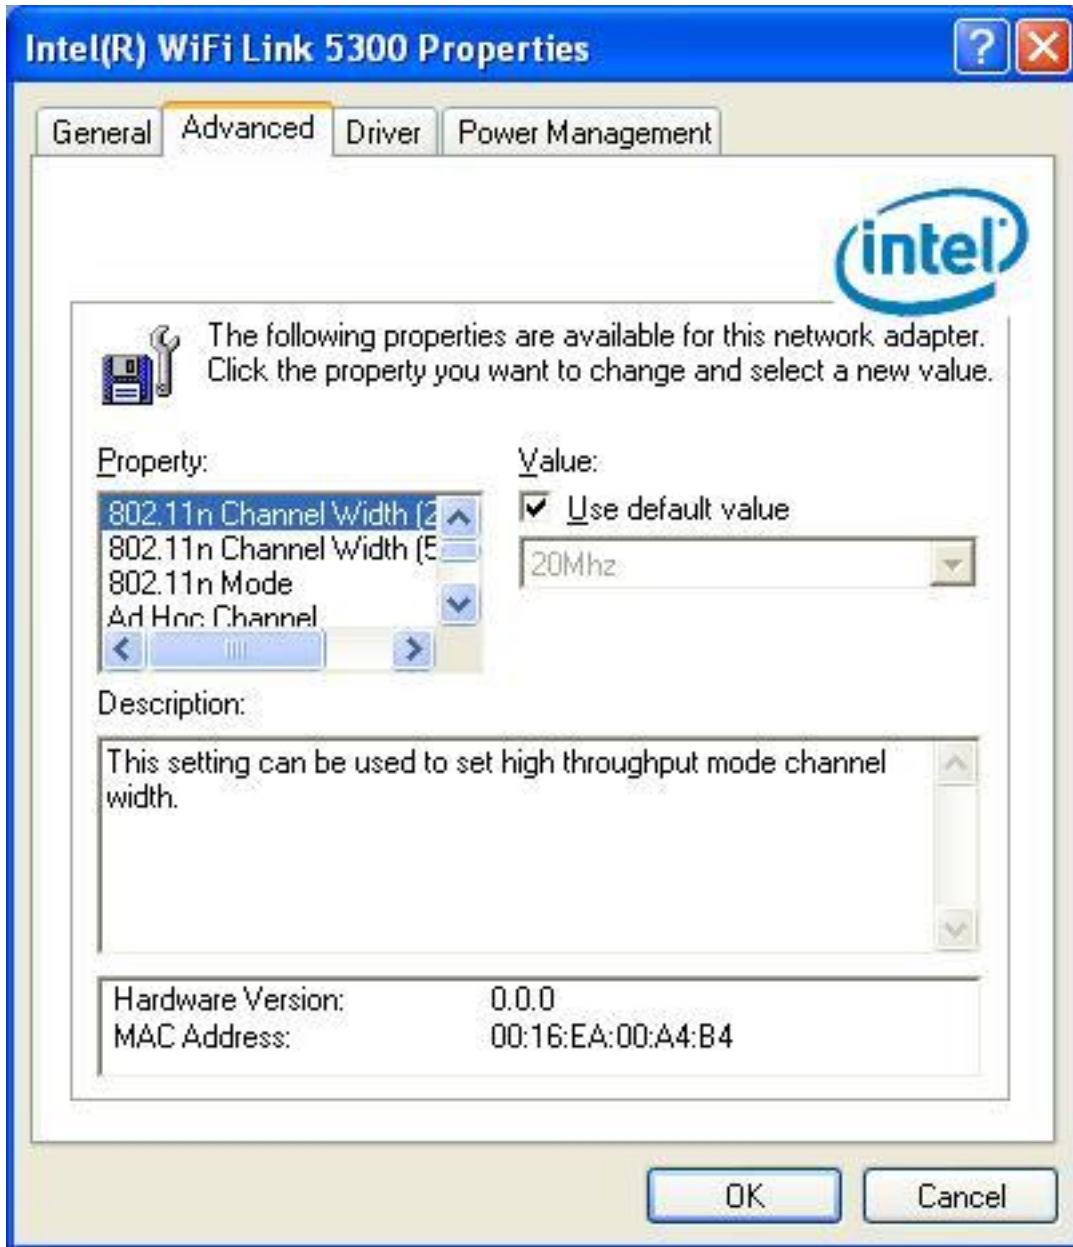 Intel(R) WiFi Link 5300 Properties
General Advanced Driver Power Management
intel
The following properties are available for this network adapter.
Click the property you want to change and select a new value.
Property:
802.11n Channel Width (2
802.11n Channel Width (5
802.11n Mode
Ad Hoc Channel
Value:
Use default value
20Mhz
Description:
This setting can be used to set high throughput mode channel
width.
Hardware Version: 0.0.0
MAC Address: 00:16:EA:00:A4:B4
OK Cancel